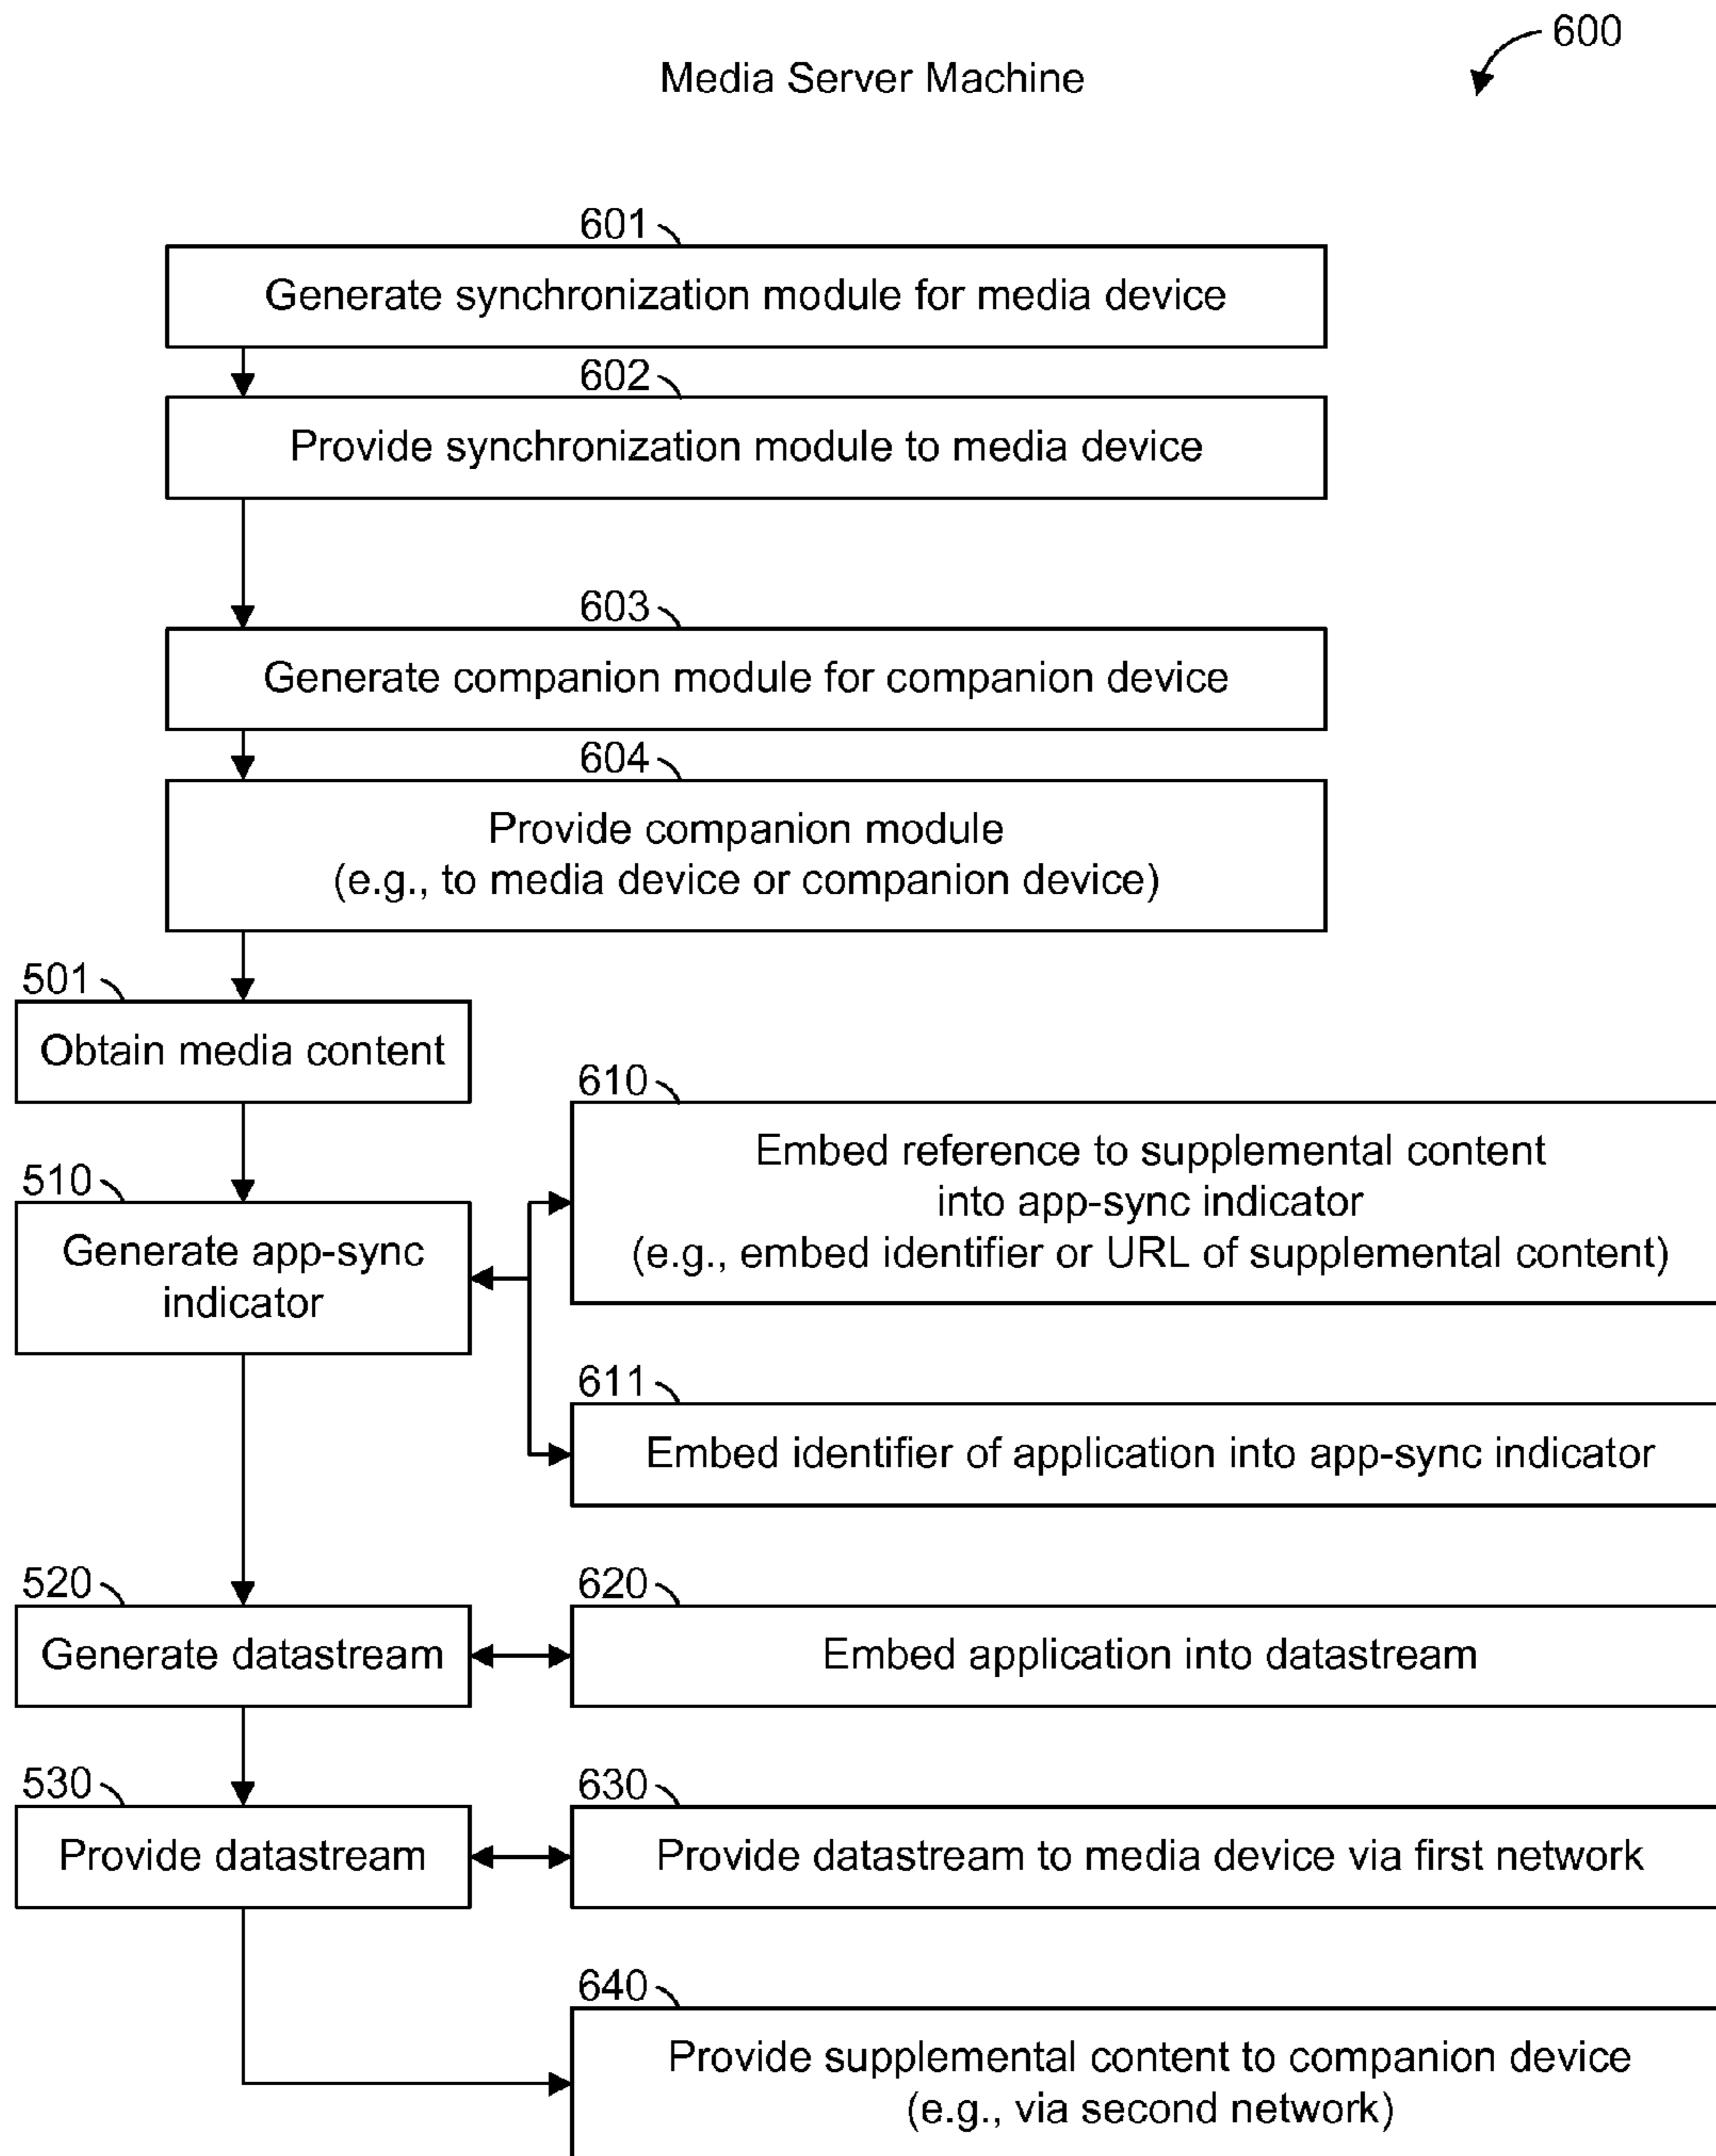 600
Media Server Machine
601
Generate synchronization module for media device
602
Provide synchronization module to media device
603
Generate companion module for companion device
604
Provide companion module
(e.g., to media device or companion device)
501
Obtain media content
610
Embed reference to supplemental content
into app-sync indicator
(e.g., embed identifier or URL of supplemental content)
510
Generate app-sync
indicator
611
Embed identifier of application into app-sync indicator
520
Generate datastream
620
Embed application into datastream
530
Provide datastream
630
Provide datastream to media device via first network
640
Provide supplemental content to companion device
(e.g., via second network)